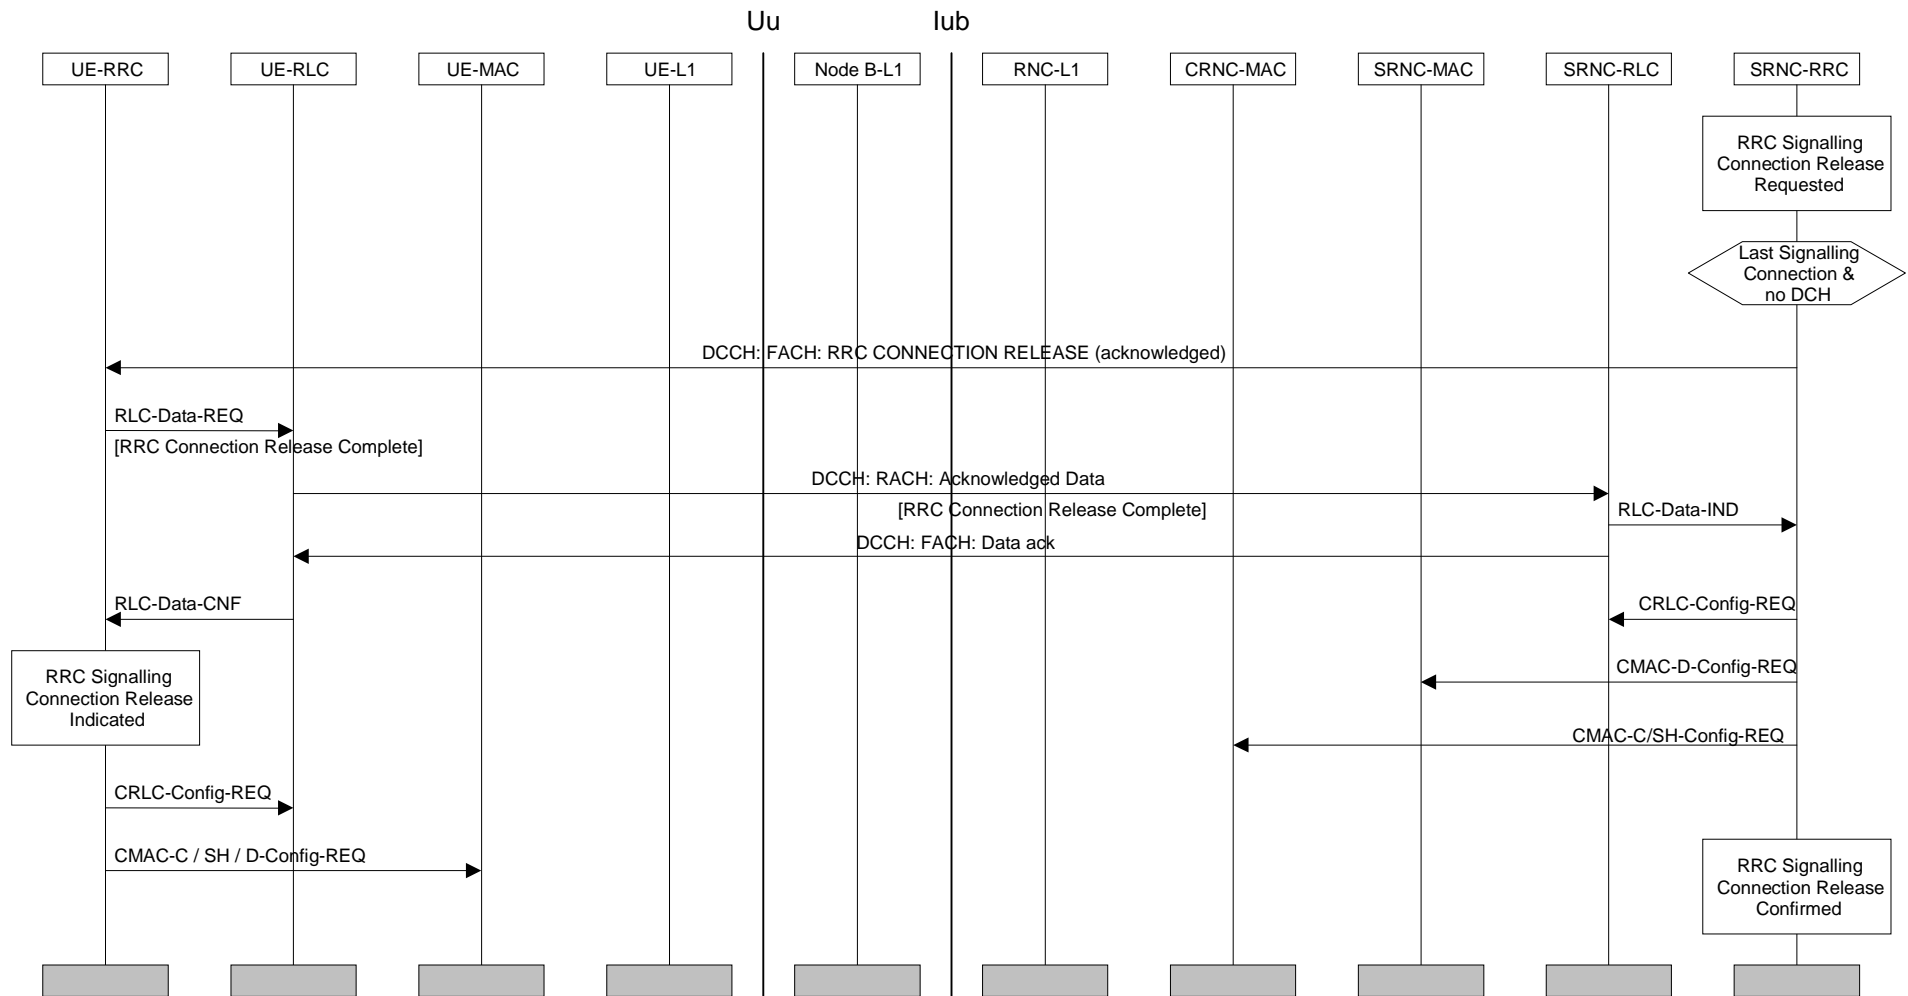 Uu Iub
UE-RRC UE-RLC UE-MAC UE-L1 Node B-L1 RNC-L1 CRNC-MAC SRNC-MAC SRNC-RLC SRNC-RRC
RRC Signalling
Connection Release
Requested
Last Signalling
Connection &
no DCH
DCCH: FACH: RRC CONNECTION RELEASE (acknowledged)
RLC-Data-REQ
[RRC Connection Release Complete]
DCCH: RACH: Acknowledged Data
[RRC Connection Release Complete]
RLC-Data-IND
DCCH: FACH: Data ack
RLC-Data-CNF
CRLC-Config-REQ
RRC Signalling
Connection Release
Indicated
CMAC-D-Config-REQ
CMAC-C/SH-Config-REQ
CRLC-Config-REQ
CMAC-C / SH / D-Config-REQ
RRC Signalling
Connection Release
Confirmed